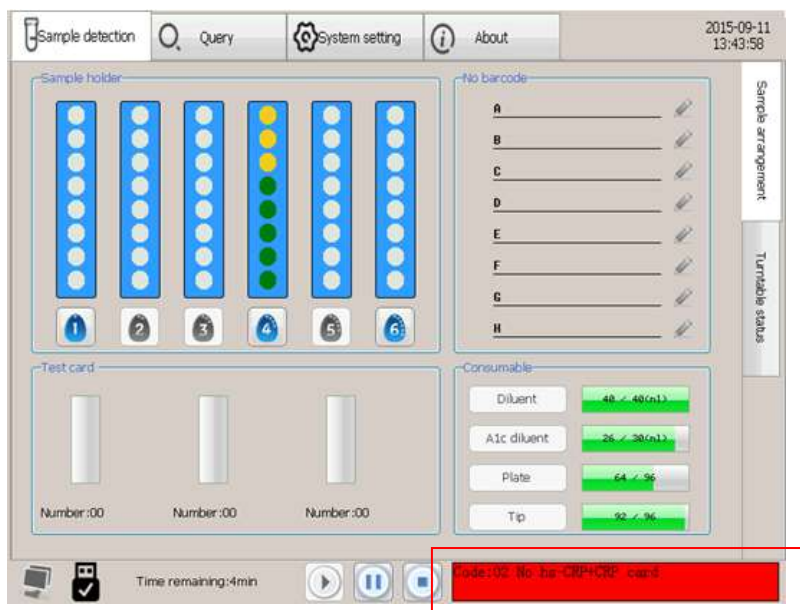 Sample detection
Query
System setting
About
2015-09-11
13:43:58
Sample holder
1
2
3
4
5
6
No barcode
A
B
C
D
E
F
G
H
Sample arrangement
Turntable status
Test card
Number:00
Number:00
Number:00
Consumable
Diluent
40 / 40(ml)
A1c diluent
26 / 30(ml)
Plate
64 / 96
Tip
92 / 96
Time remaining:4min
Code:02 No hs-CRP+CRP card